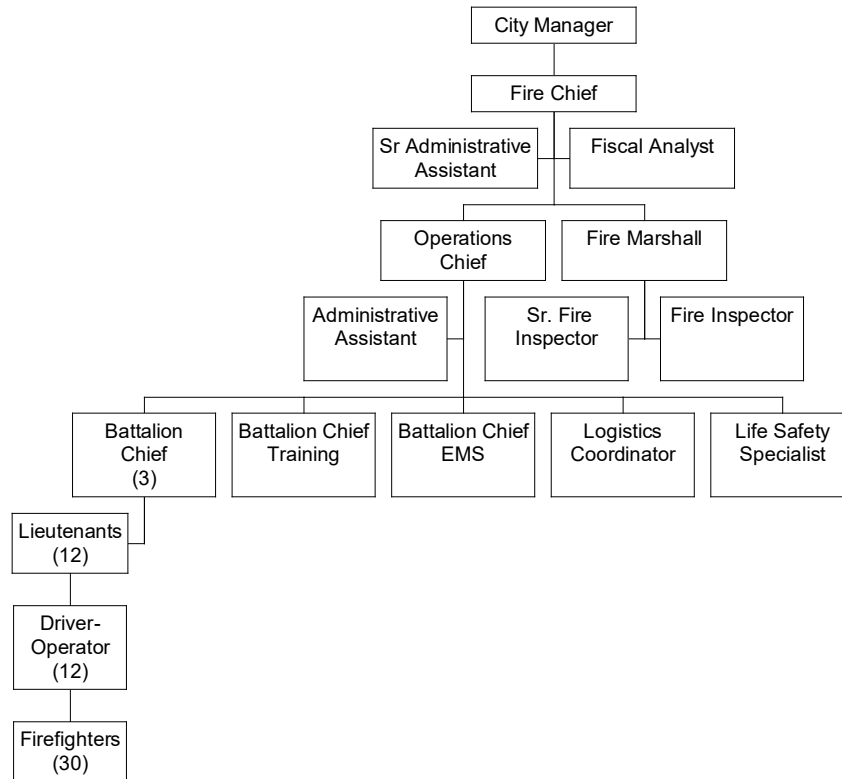 City Manager
Fire Chief
Sr Administrative
Assistant
Fiscal Analyst
Operations
Chief
Fire Marshall
Administrative
Assistant
Sr. Fire
Inspector
Fire Inspector
Battalion
Chief
(3)
Battalion Chief
Training
Battalion Chief
EMS
Logistics
Coordinator
Life Safety
Specialist
Lieutenants
(12)
Driver-
Operator
(12)
Firefighters
(30)